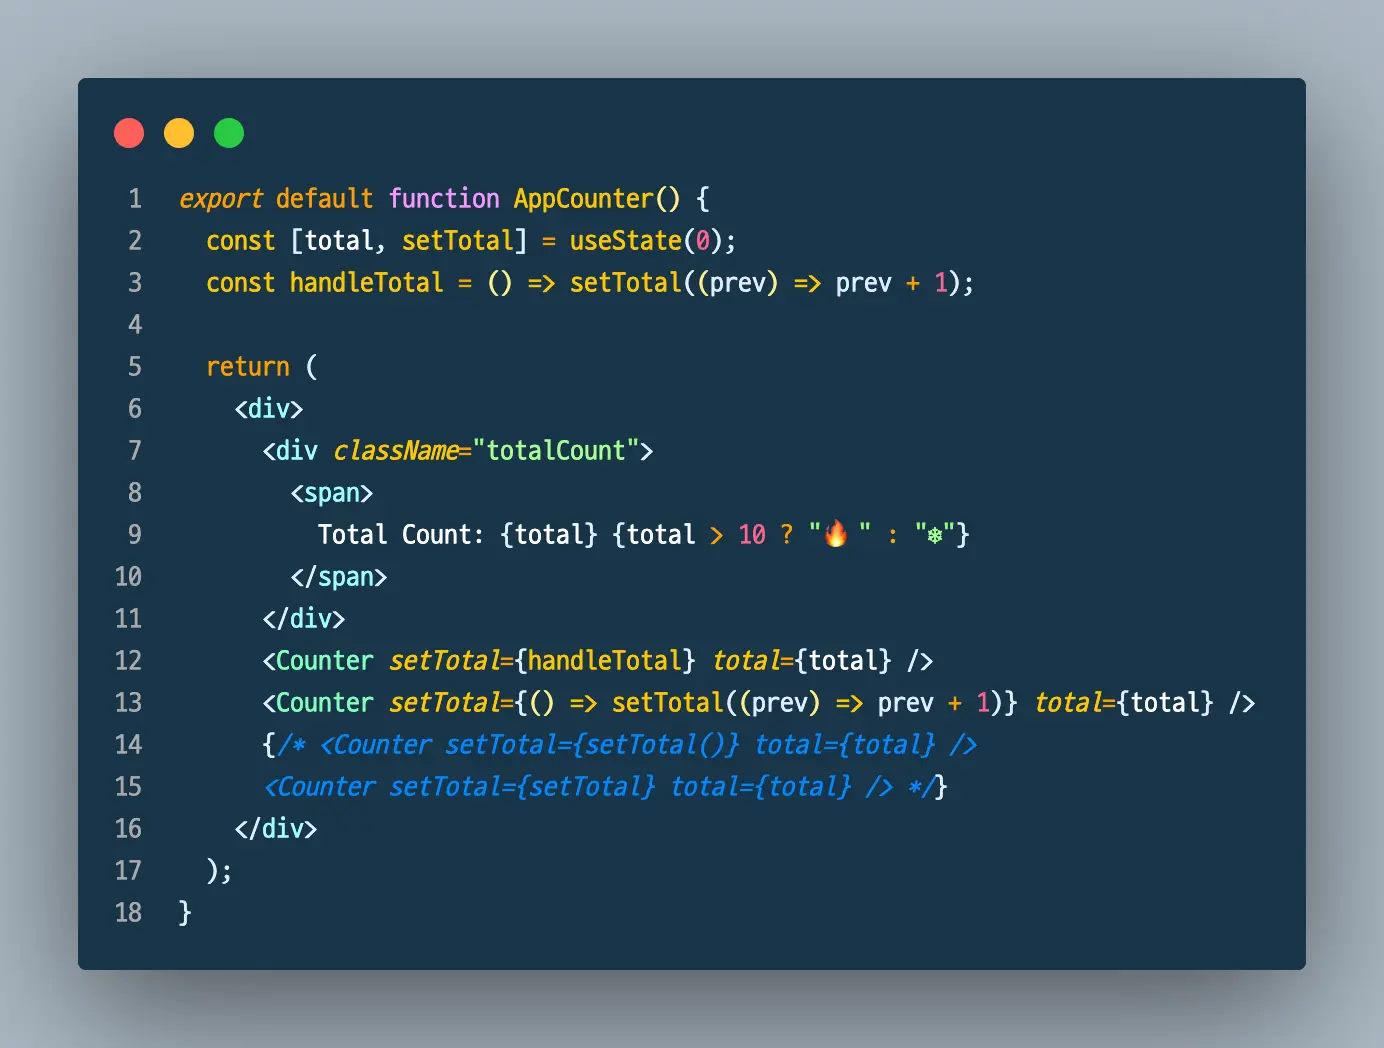 1 export default function AppCounter() {
2 const [total, setTotal] = useState(0);
3 const handleTotal = () => setTotal((prev) => prev + 1);
4
5 return (
6 <div>
7 <div className="totalCount">
8 <span>
9 Total Count: {total} {total > 10 ? "🔥 " : "❄"}
10 </span>
11 </div>
12 <Counter setTotal={handleTotal} total={total} />
13 <Counter setTotal={() => setTotal((prev) => prev + 1)} total={total} />
14 {/* <Counter setTotal={setTotal()} total={total} />
15 <Counter setTotal={setTotal} total={total} /> */}
16 </div>
17 );
18 }